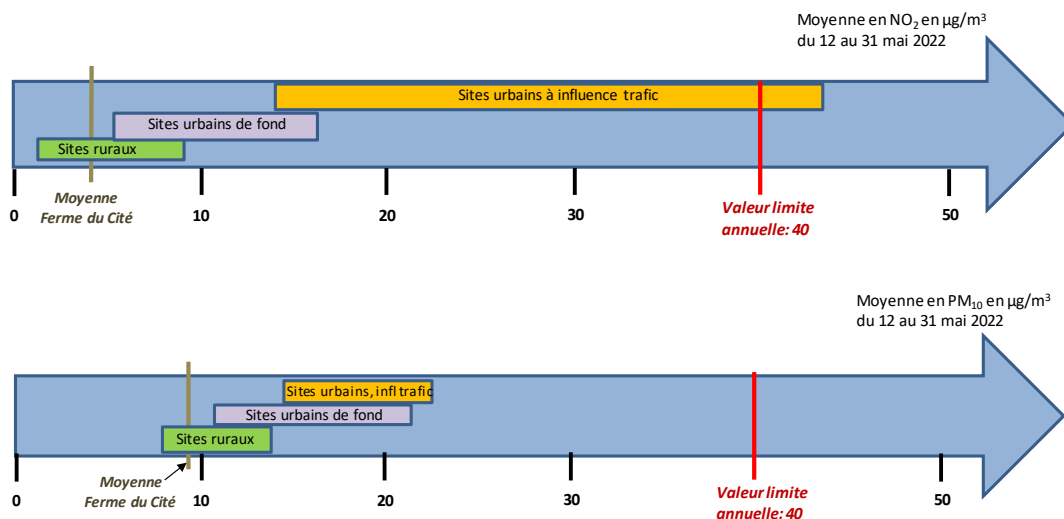 Moyenne en NO₂ en µg/m³
du 12 au 31 mai 2022
Sites urbains à influence trafic
Sites urbains de fond
Sites ruraux
0
Moyenne
Ferme du Cité
10
20
30
Valeur limite
annuelle: 40
50
Moyenne en PM₁₀ en µg/m³
du 12 au 31 mai 2022
Sites urbains, infl trafic
Sites urbains de fond
Sites ruraux
0
Moyenne
Ferme du Cité
10
20
30
Valeur limite
annuelle: 40
50